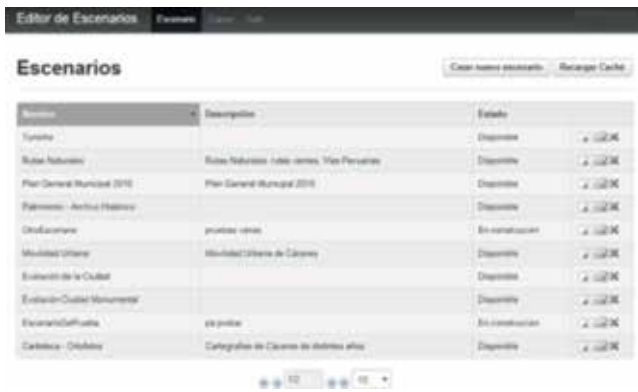 Editor de Escenarios Escenario
Escenarios
Crear nuevo escenario Recargar Caché
Nombre Descripción Estado
Turismo Disponible
Rutas Naturales Rutas Naturales: rutas verdes, Vías Pecuarias Disponible
Plan General Municipal 2010 Plan General Municipal 2010 Disponible
Patrimonio - Archivo Histórico Disponible
OtroEscenario pruebas varias En construcción
Movilidad Urbana Movilidad Urbana de Cáceres Disponible
Evolución de la Ciudad Disponible
Evolución Ciudad Monumental Disponible
EscenarioDePrueba En construcción
Cartoteca - Ortofotos Cartografías de Cáceres de distintos años Disponible
10